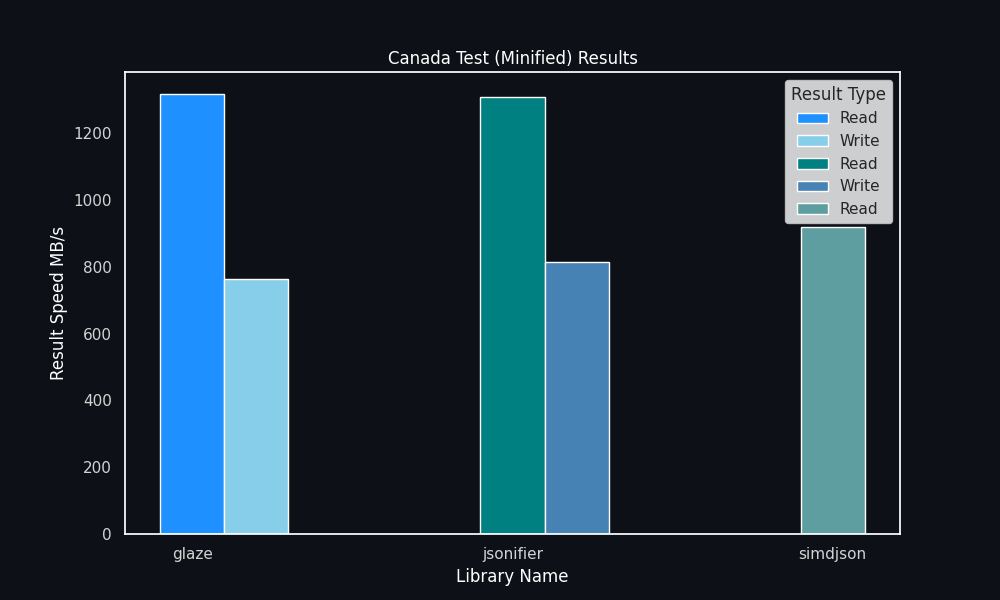 Canada Test (Minified) Results
Result Type
Read
Write
Read
Write
Read
1200
1000
800
600
400
200
0
Result Speed MB/s
glaze
jsonifier
simdjson
Library Name